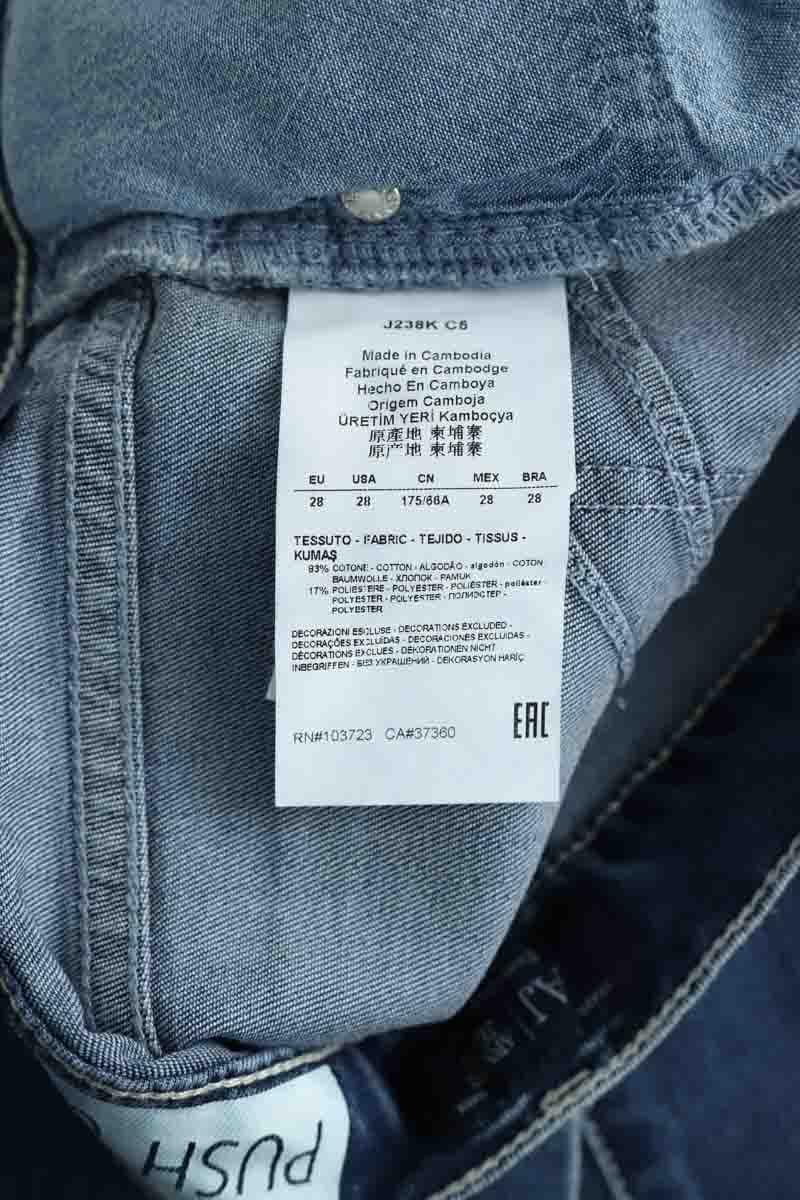 J238K C5
Made in Cambodia
Fabriqué en Cambodge
Hecho En Camboya
Origem Camboja
ÜRETİM YERİ Kamboçya
原產地 柬埔寨
原产地 柬埔寨
EU USA CN MEX BRA
28 28 175/66A 28 28
TESSUTO - FABRIC - TEJIDO - TISSUS -
KUMAŞ
83% COTONE - COTTON - ALGODÃO - algodón - COTON
BAUMWOLLE - ХЛОПОК - PAMUK
17% POLIESTERE - POLYESTER - POLIÉSTER - poliéster -
POLYESTER - POLYESTER - ПОЛИЭСТЕР -
POLYESTER
DECORAZIONI ESCLUSE - DECORATIONS EXCLUDED -
DECORAÇÕES EXCLUÍDAS - DECORACIONES EXCLUÍDAS -
DÉCORATIONS EXCLUES - DEKORATIONEN NICHT
INBEGRIFFEN - БЕЗ УКРАШЕНИЙ - DEKORASYON HARİÇ
RN#103723 CA#37360
EAC
AJ
PUSH